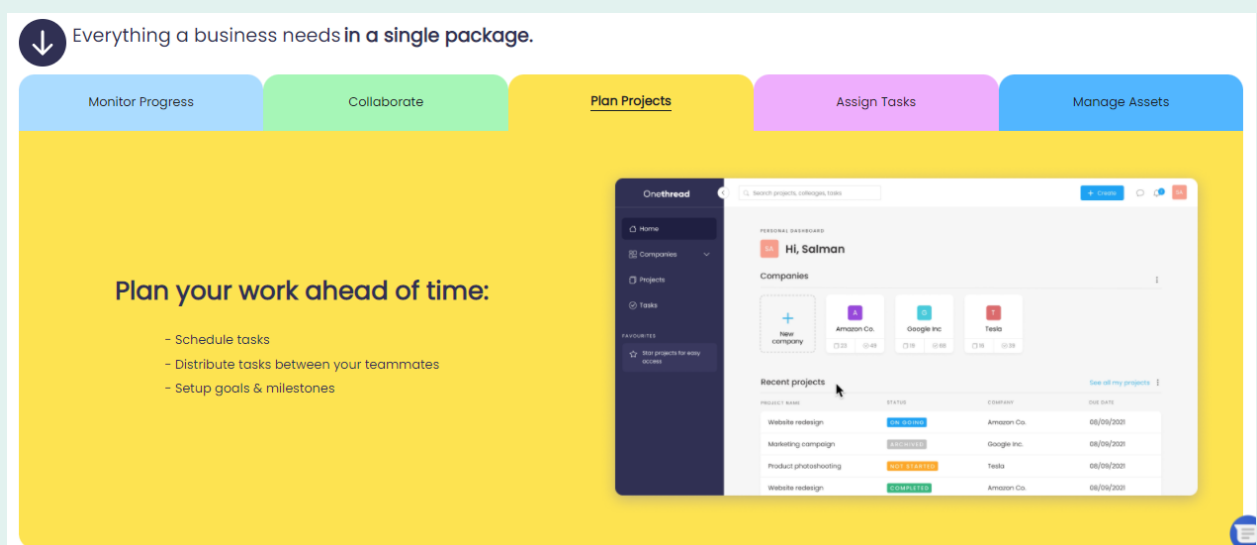 Everything a business needs in a single package.
Monitor Progress
Collaborate
Plan Projects
Assign Tasks
Manage Assets
Plan your work ahead of time:
- Schedule tasks
- Distribute tasks between your teammates
- Setup goals & milestones
Onethread
Search projects, collegages, tasks
+ Create
SA
Home
Companies
Projects
Tasks
FAVOURITES
Star projects for easy
access
PERSONAL DASHBOARD
SA
Hi, Salman
Companies
New
company
A
Amazon Co.
23 48
G
Google Inc
T
Tesla
Recent projects
See all my projects
PROJECT NAME STATUS COMPANY DUE DATE
Website redesign ON GOING Amazon Co. 08/09/2021
Marketing campaign ARCHIVED Google Inc. 08/09/2021
Product photoshooting NOT STARTED Tesla 08/09/2021
Website redesign COMPLETED Amazon Co. 08/09/2021